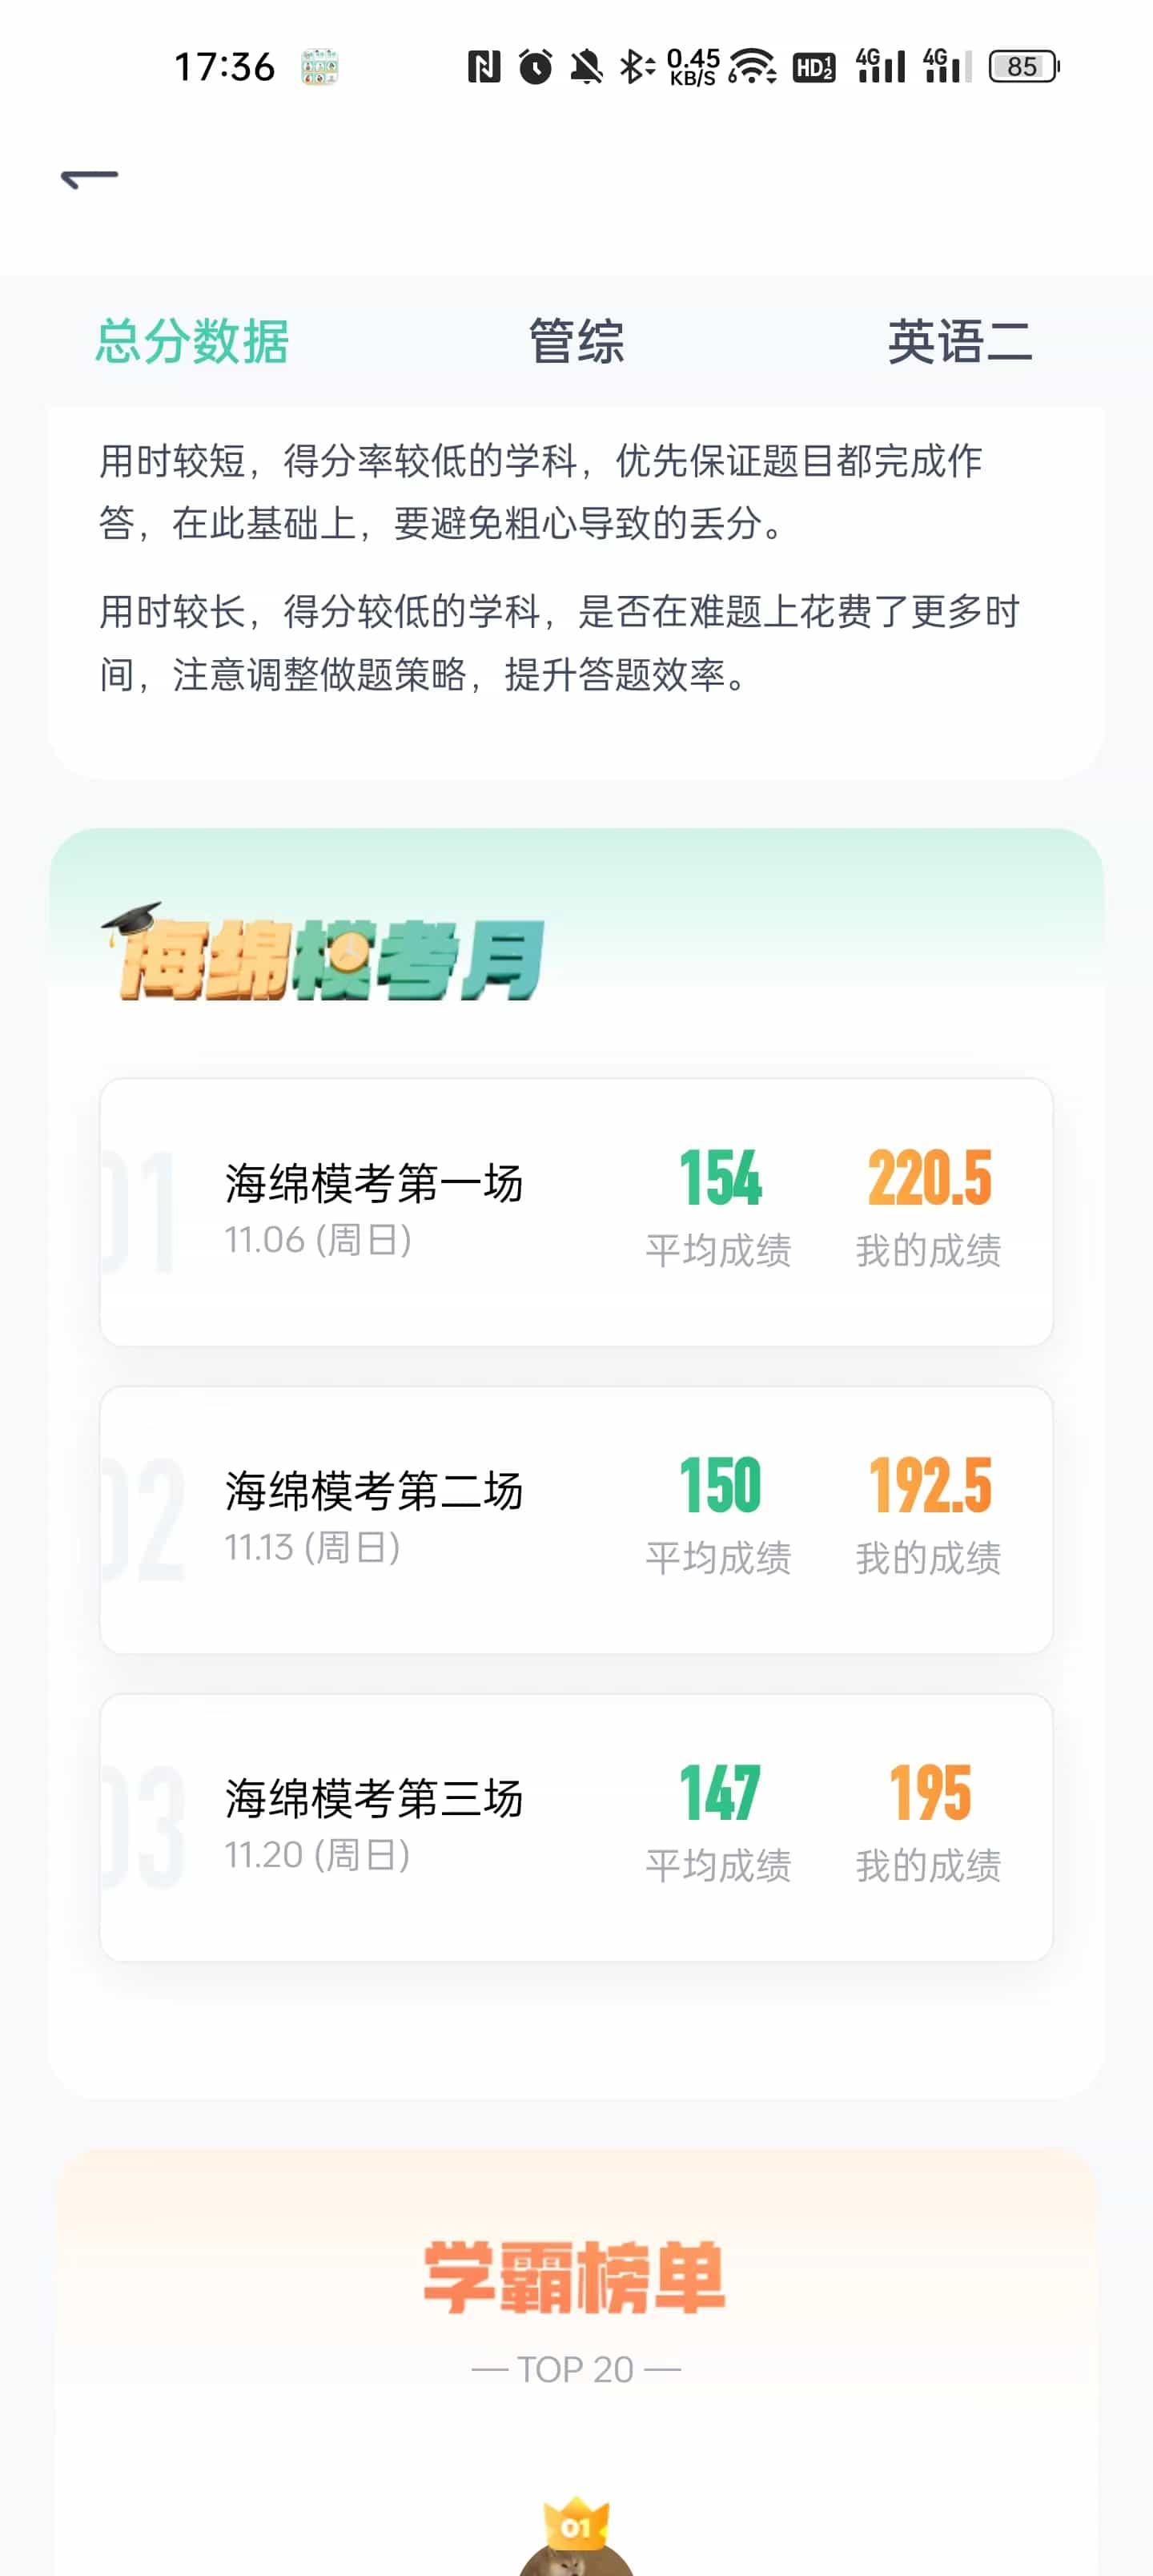 17:36
0.45
KB/S
6
HD 1 2
4G
4G
85
总分数据
管综
英语二
用时较短，得分率较低的学科，优先保证题目都完成作
答，在此基础上，要避免粗心导致的丢分。
用时较长，得分较低的学科，是否在难题上花费了更多时
间，注意调整做题策略，提升答题效率。
海绵模考月
01
海绵模考第一场
11.06 (周日)
154
平均成绩
220.5
我的成绩
02
海绵模考第二场
11.13 (周日)
150
平均成绩
192.5
我的成绩
03
海绵模考第三场
11.20 (周日)
147
平均成绩
195
我的成绩
学霸榜单
— TOP 20 —
01